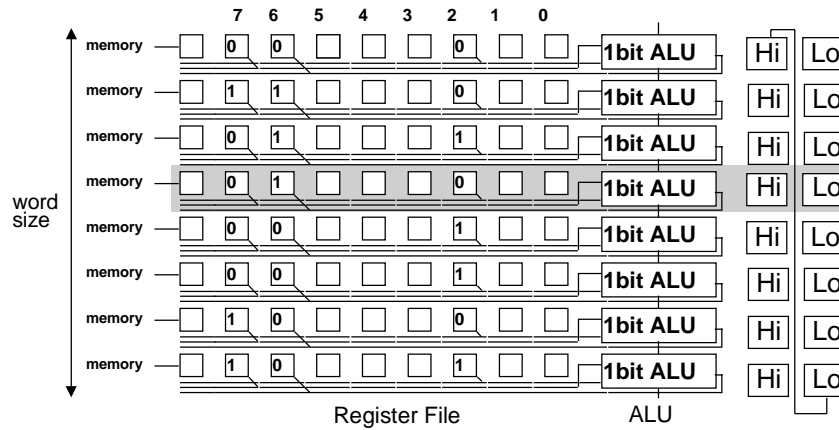 7 6 5 4 3 2 1 0
memory 0 0 0 1bit ALU Hi Lo
memory 1 1 0 1bit ALU Hi Lo
memory 0 1 1 1bit ALU Hi Lo
memory 0 1 0 1bit ALU Hi Lo
word
size
memory 0 0 1 1bit ALU Hi Lo
memory 0 0 1 1bit ALU Hi Lo
memory 1 0 0 1bit ALU Hi Lo
memory 1 0 1 1bit ALU Hi Lo
Register File ALU